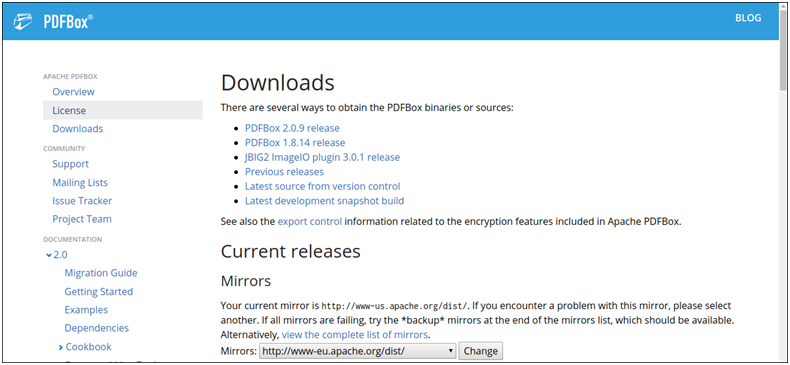 PDFBox®
BLOG
APACHE PDFBOX
Overview
License
Downloads
COMMUNITY
Support
Mailing Lists
Issue Tracker
Project Team
DOCUMENTATION
2.0
Migration Guide
Getting Started
Examples
Dependencies
Cookbook
Downloads
There are several ways to obtain the PDFBox binaries or sources:
PDFBox 2.0.9 release
PDFBox 1.8.14 release
JBIG2 ImageIO plugin 3.0.1 release
Previous releases
Latest source from version control
Latest development snapshot build
See also the export control information related to the encryption features included in Apache PDFBox.
Current releases
Mirrors
Your current mirror is http://www-us.apache.org/dist/. If you encounter a problem with this mirror, please select
another. If all mirrors are failing, try the *backup* mirrors at the end of the mirrors list, which should be available.
Alternatively, view the complete list of mirrors.
Mirrors: http://www-eu.apache.org/dist/ Change